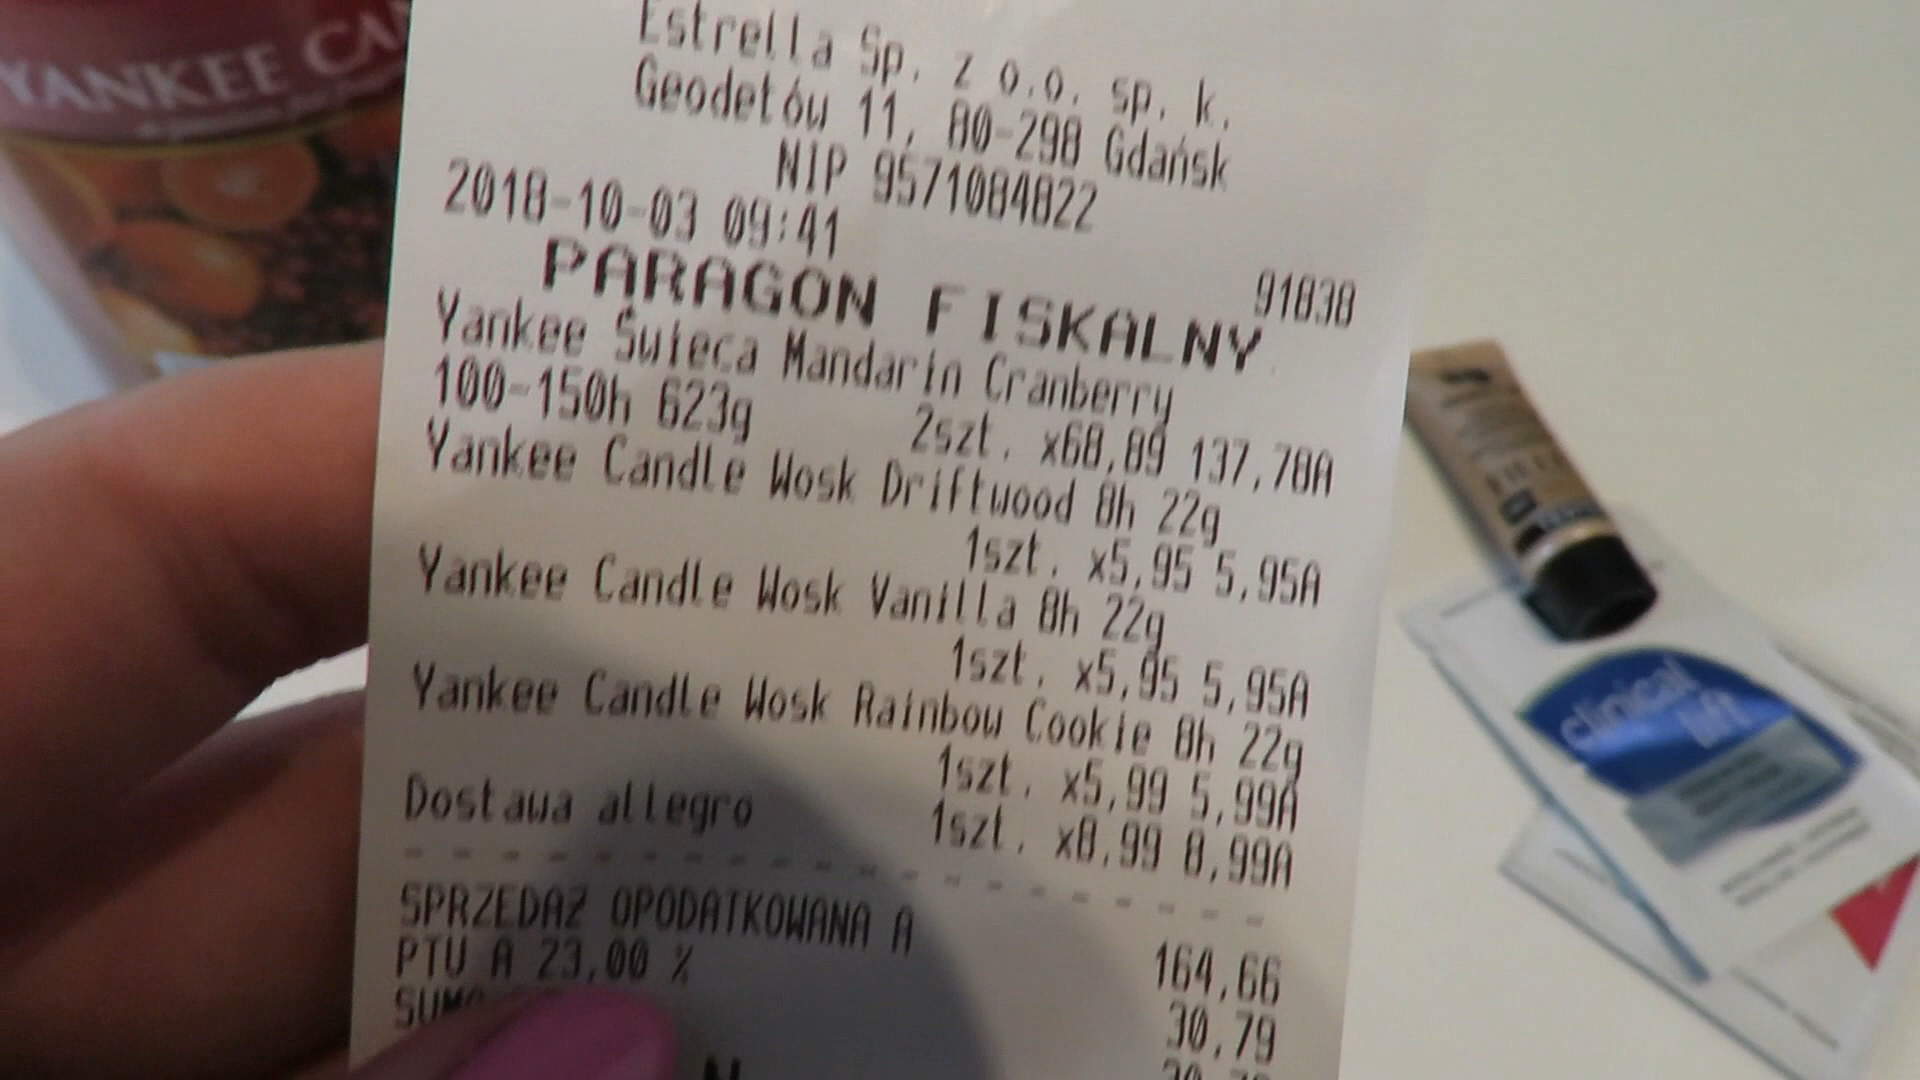 YANKEE CAN
Estrella Sp. z o.o. sp. k.
Geodetów 11, 80-298 Gdańsk
NIP 9571084822
2018-10-03 09:41
91838
PARAGON FISKALNY
Yankee Świeca Mandarin Cranberry
100-150h 623g 2szt. x68,89 137,78A
Yankee Candle Wosk Driftwood 8h 22g
1szt. x5,95 5,95A
Yankee Candle Wosk Vanilla 8h 22g
1szt. x5,95 5,95A
Yankee Candle Wosk Rainbow Cookie 8h 22g
1szt. x5,99 5,99A
Dostawa allegro 1szt. x8,99 8,99A
SPRZEDAŻ OPODATKOWANA A 164,66
PTU A 23,00 % 30,79
clinical
lift